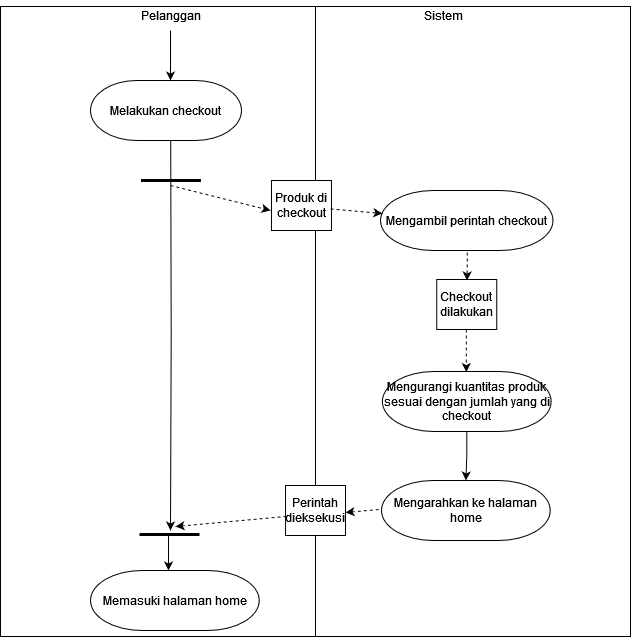 Pelanggan
Sistem
Melakukan checkout
Produk di
checkout
Mengambil perintah checkout
Checkout
dilakukan
Mengurangi kuantitas produk
sesuai dengan jumlah yang di
checkout
Mengarahkan ke halaman
home
Perintah
dieksekusi
Memasuki halaman home